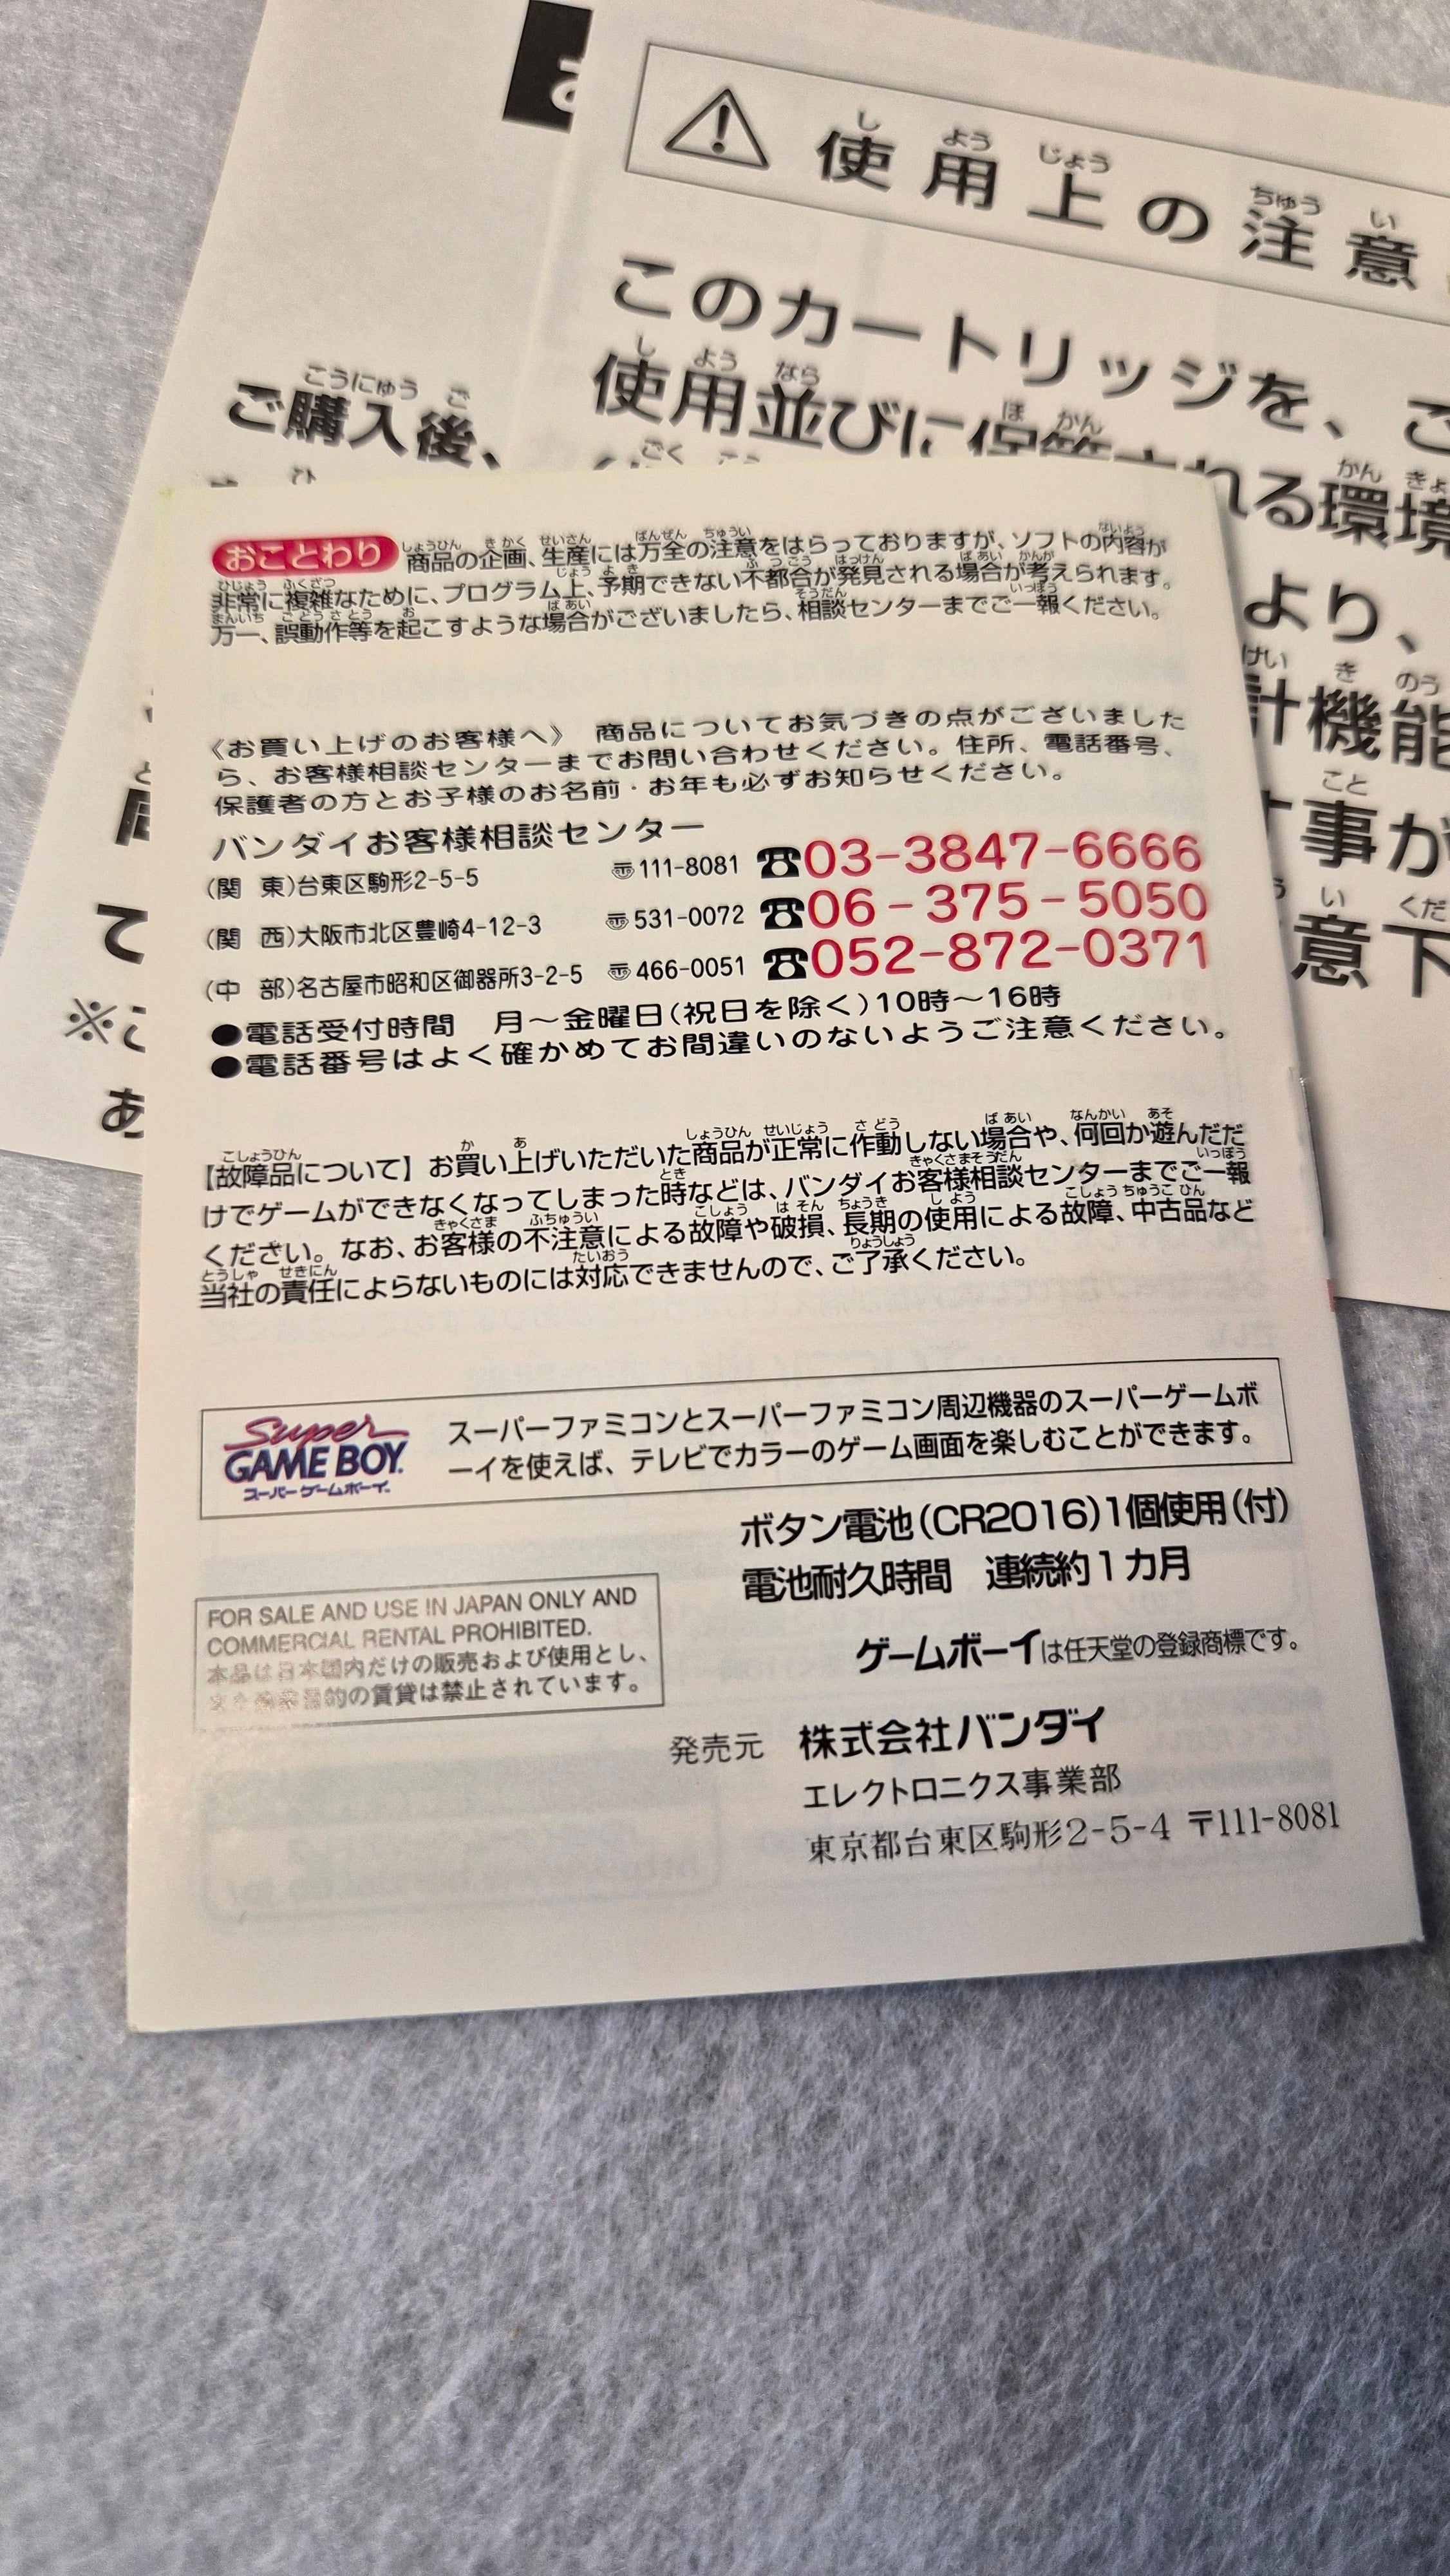 使用上の注意
このカートリッジを、こ
使用並びに保管される環境
より、
計機能
す事が
意下
ご購入後、
て
※こ
あ
おことわり 商品の企画、生産には万全の注意をはらっておりますが、ソフトの内容が
非常に複雑なために、プログラム上、予期できない不都合が発見される場合が考えられます。
万一、誤動作等を起こすような場合がございましたら、相談センターまでご一報ください。
《お買い上げのお客様へ》 商品についてお気づきの点がございました
ら、お客様相談センターまでお問い合わせください。住所、電話番号、
保護者の方とお子様のお名前・お年も必ずお知らせください。
バンダイお客様相談センター
(関 東)台東区駒形2-5-5 〠111-8081 ☎03-3847-6666
(関 西)大阪市北区豊崎4-12-3 〠531-0072 ☎06-375-5050
(中 部)名古屋市昭和区御器所3-2-5 〠466-0051 ☎052-872-0371
●電話受付時間 月〜金曜日(祝日を除く)10時〜16時
●電話番号はよく確かめてお間違いのないようご注意ください。
【故障品について】お買い上げいただいた商品が正常に作動しない場合や、何回か遊んだだ
けでゲームができなくなってしまった時などは、バンダイお客様相談センターまでご一報
ください。なお、お客様の不注意による故障や破損、長期の使用による故障、中古品など
当社の責任によらないものには対応できませんので、ご了承ください。
Super
GAME BOY
スーパーゲームボーイ
スーパーファミコンとスーパーファミコン周辺機器のスーパーゲームボ
ーイを使えば、テレビでカラーのゲーム画面を楽しむことができます。
ボタン電池(CR2016)1個使用(付)
電池耐久時間 連続約1カ月
FOR SALE AND USE IN JAPAN ONLY AND
COMMERCIAL RENTAL PROHIBITED.
本品は日本国内だけの販売および使用とし、
また商業目的の賃貸は禁止されています。
ゲームボーイは任天堂の登録商標です。
発売元 株式会社バンダイ
エレクトロニクス事業部
東京都台東区駒形2-5-4 〒111-8081